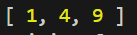 [ 1, 4, 9 ]